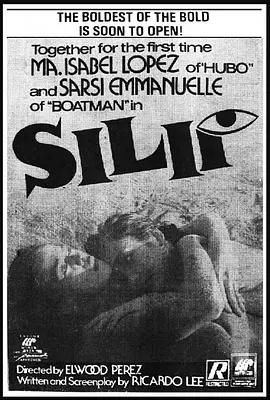 THE BOLDEST OF THE BOLD
IS SOON TO OPEN!
Together for the first time
MA. ISABEL LOPEZ of "HUBO"
and SARSI EMMANUELLE
of "BOATMAN" in
SILIP
Directed by ELWOOD PEREZ
Written and Screenplay by RICARDO LEE
R
RESTRICTED